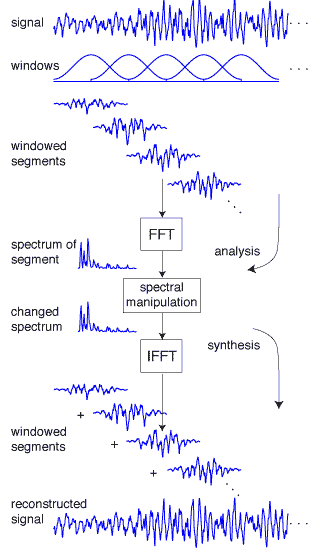 signal
...
windows
...
windowed
segments
...
FFT
spectrum of
segment
analysis
spectral
manipulation
changed
spectrum
synthesis
IFFT
+
windowed
segments
+
+
...
reconstructed
signal
...